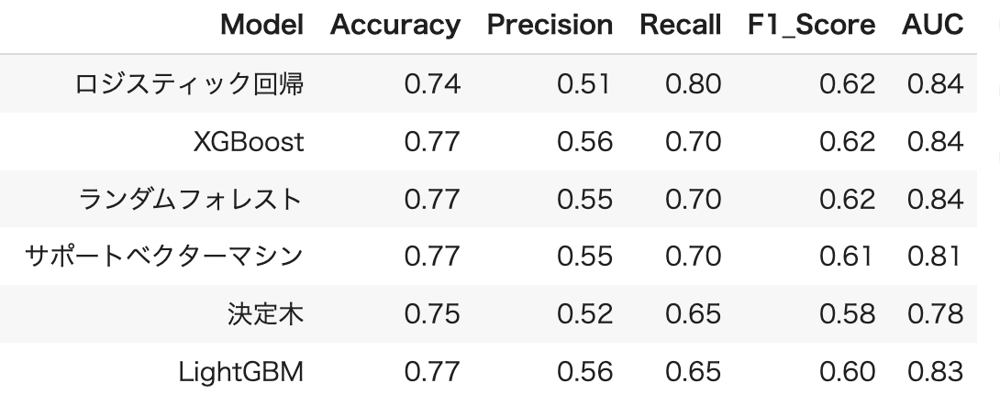 Model Accuracy Precision Recall F1_Score AUC
ロジスティック回帰 0.74 0.51 0.80 0.62 0.84
XGBoost 0.77 0.56 0.70 0.62 0.84
ランダムフォレスト 0.77 0.55 0.70 0.62 0.84
サポートベクターマシン 0.77 0.55 0.70 0.61 0.81
決定木 0.75 0.52 0.65 0.58 0.78
LightGBM 0.77 0.56 0.65 0.60 0.83